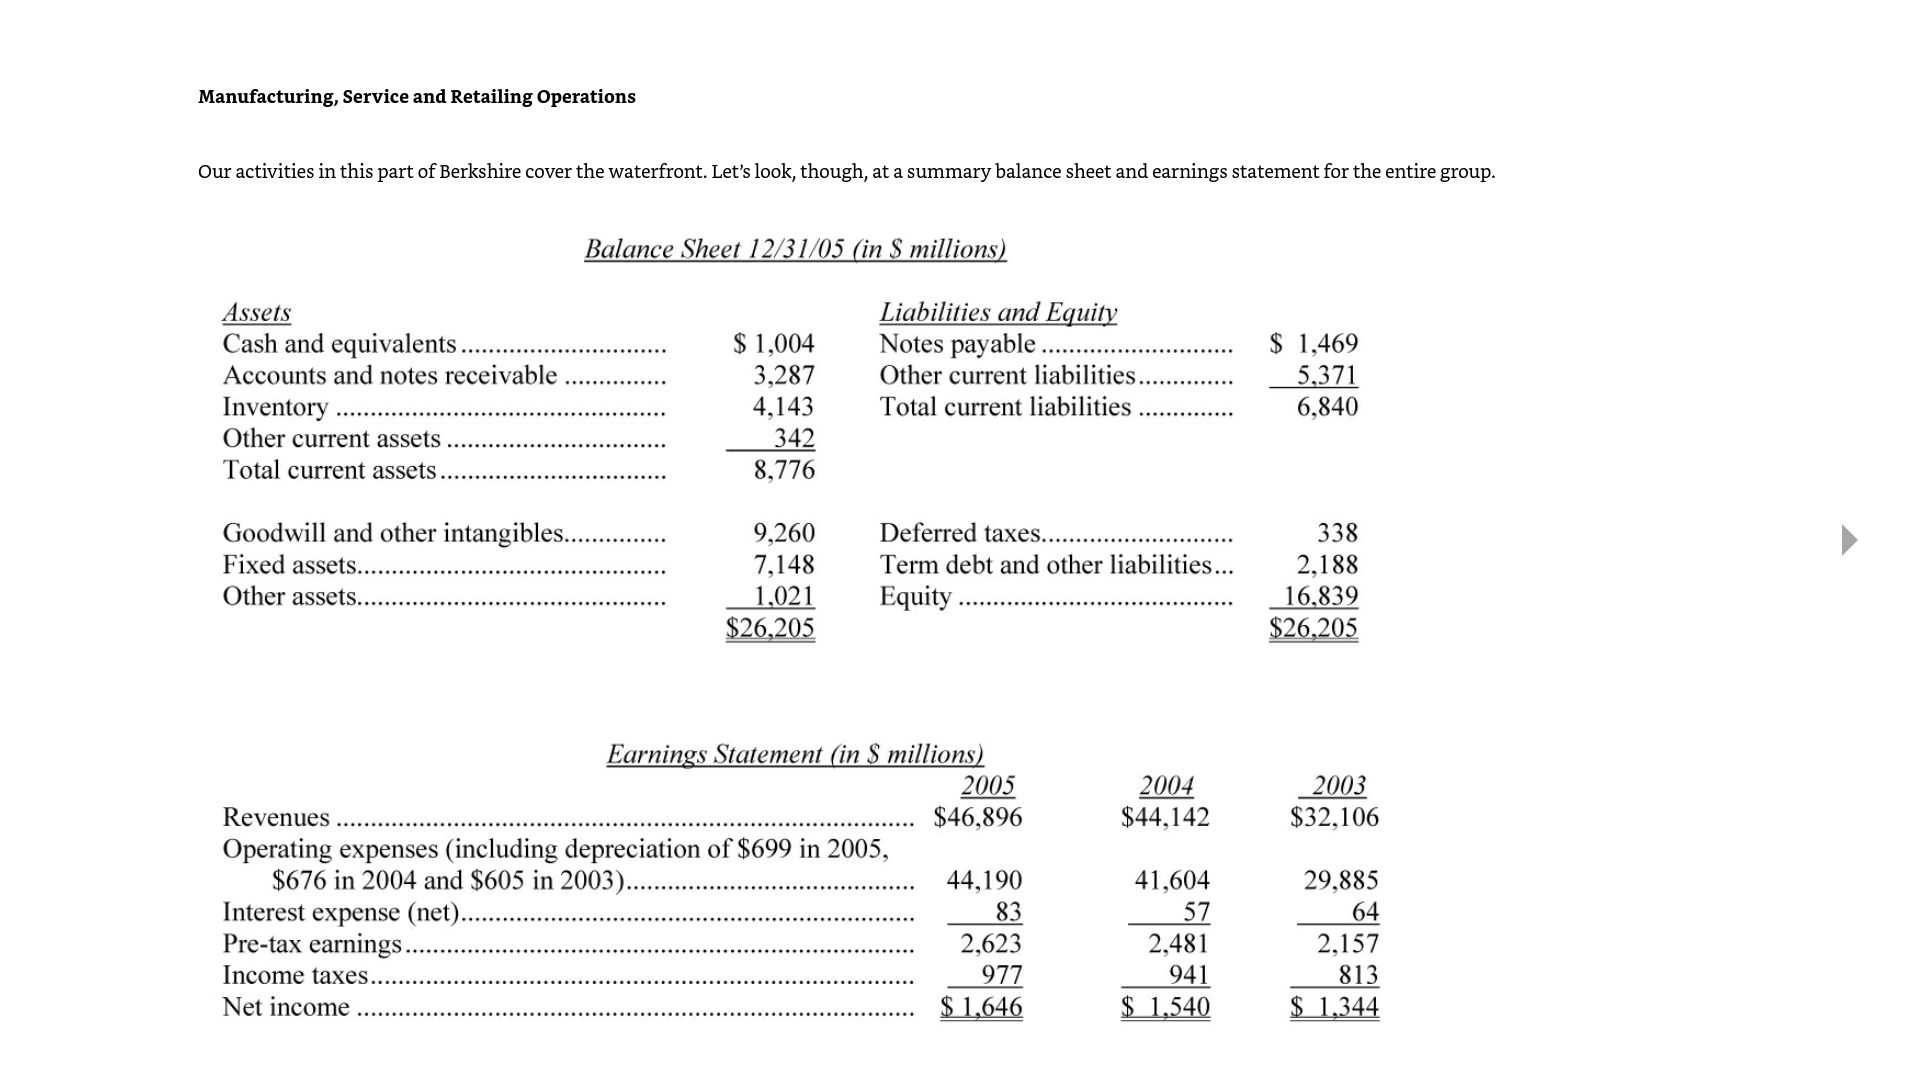 Manufacturing, Service and Retailing Operations
Our activities in this part of Berkshire cover the waterfront. Let’s look, though, at a summary balance sheet and earnings statement for the entire group.
Balance Sheet 12/31/05 (in $ millions)
Assets Liabilities and Equity
Cash and equivalents .............................. $ 1,004 Notes payable ............................ $ 1,469
Accounts and notes receivable ............... 3,287 Other current liabilities.............. 5,371
Inventory ................................................ 4,143 Total current liabilities .............. 6,840
Other current assets ................................ 342
Total current assets ................................. 8,776
Goodwill and other intangibles............... 9,260 Deferred taxes............................ 338
Fixed assets............................................. 7,148 Term debt and other liabilities... 2,188
Other assets............................................. 1,021 Equity ........................................ 16,839
$26,205 $26,205
Earnings Statement (in $ millions)
2005 2004 2003
Revenues .................................................................................... $46,896 $44,142 $32,106
Operating expenses (including depreciation of $699 in 2005,
$676 in 2004 and $605 in 2003).......................................... 44,190 41,604 29,885
Interest expense (net).................................................................. 83 57 64
Pre-tax earnings.......................................................................... 2,623 2,481 2,157
Income taxes............................................................................... 977 941 813
Net income ................................................................................. $ 1,646 $ 1,540 $ 1,344